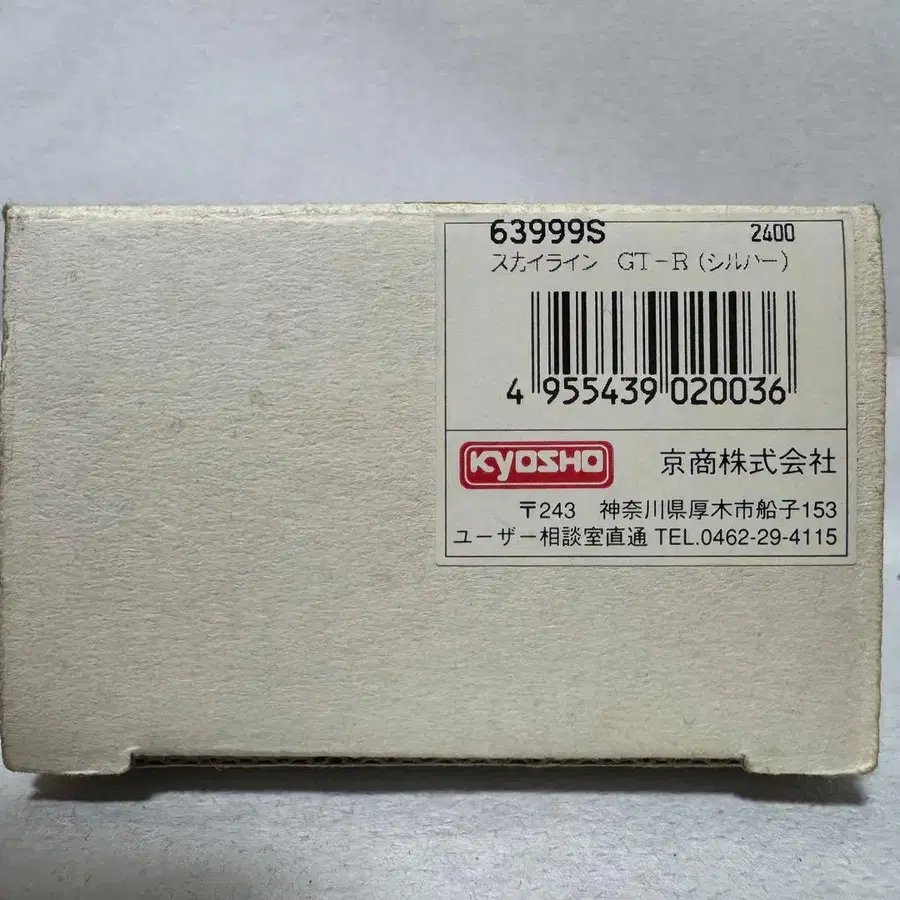 63999S 2400
スカイライン GT-R(シルバー)
4 955439 020036
KYOSHO 京商株式会社
〒243 神奈川県厚木市船子153
ユーザー相談室直通 TEL.0462-29-4115